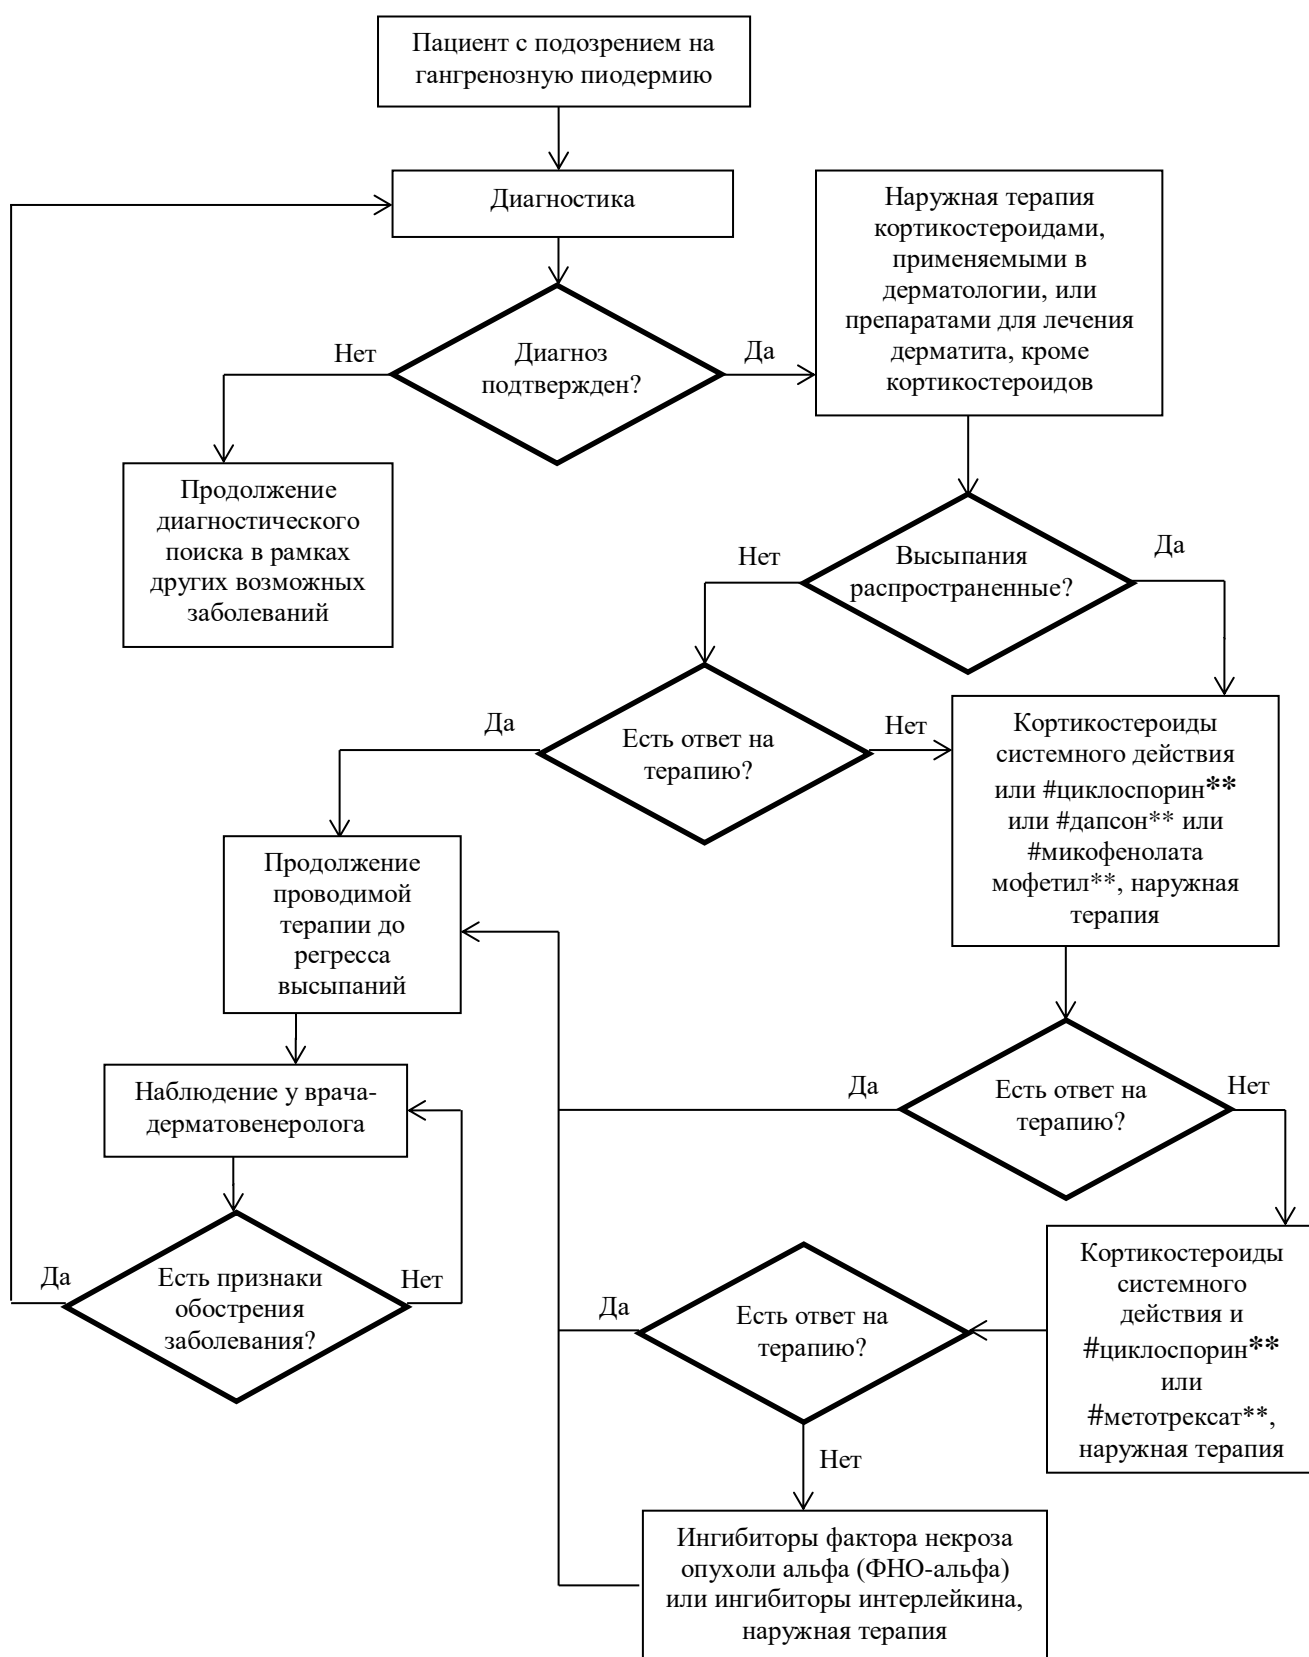 Пациент с подозрением на
гангренозную пиодермию
Диагностика
Наружная терапия
кортикостероидами,
применяемыми в
дерматологии, или
препаратами для лечения
дерматита, кроме
кортикостероидов
Нет
Диагноз
подтвержден?
Да
Продолжение
диагностического
поиска в рамках
других возможных
заболеваний
Нет
Высыпания
распространенные?
Да
Да
Есть ответ на
терапию?
Нет
Кортикостероиды
системного действия
или #циклоспорин**
или #дапсон** или
#микофенолата
мофетил**, наружная
терапия
Продолжение
проводимой
терапии до
регресса
высыпаний
Наблюдение у врача-
дерматовенеролога
Да
Есть ответ на
терапию?
Нет
Да
Есть признаки
обострения
заболевания?
Нет
Да
Есть ответ на
терапию?
Кортикостероиды
системного
действия и
#циклоспорин**
или
#метотрексат**,
наружная терапия
Нет
Ингибиторы фактора некроза
опухоли альфа (ФНО-альфа)
или ингибиторы интерлейкина,
наружная терапия